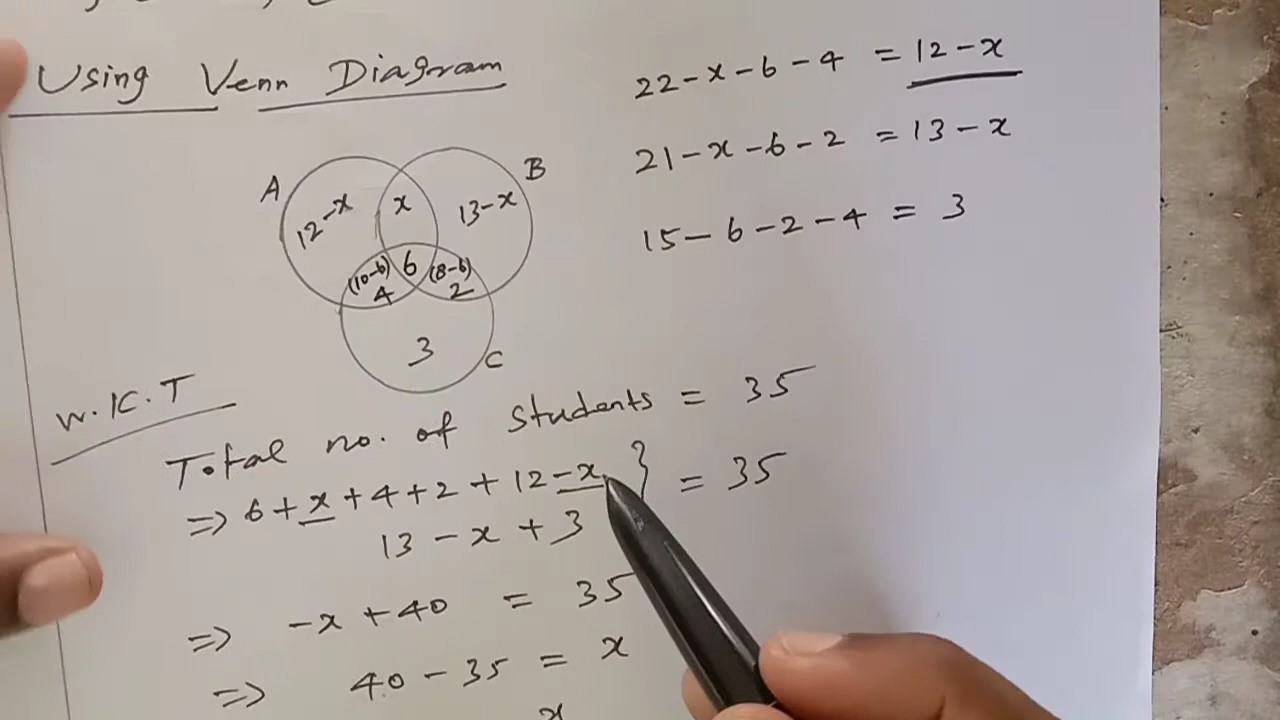 Using Venn Diagram
22-x-6-4 = 12-x
21-x-6-2 = 13-x
15-6-2-4 = 3
A
B
12-x
x
13-x
(10-6)
6
(8-6)
4
2
3
C
W.K.T
Total no. of students = 35
=> 6+x+4+2+12-x } = 35
13-x+3
=> -x+40 = 35
=> 40-35 = x
x